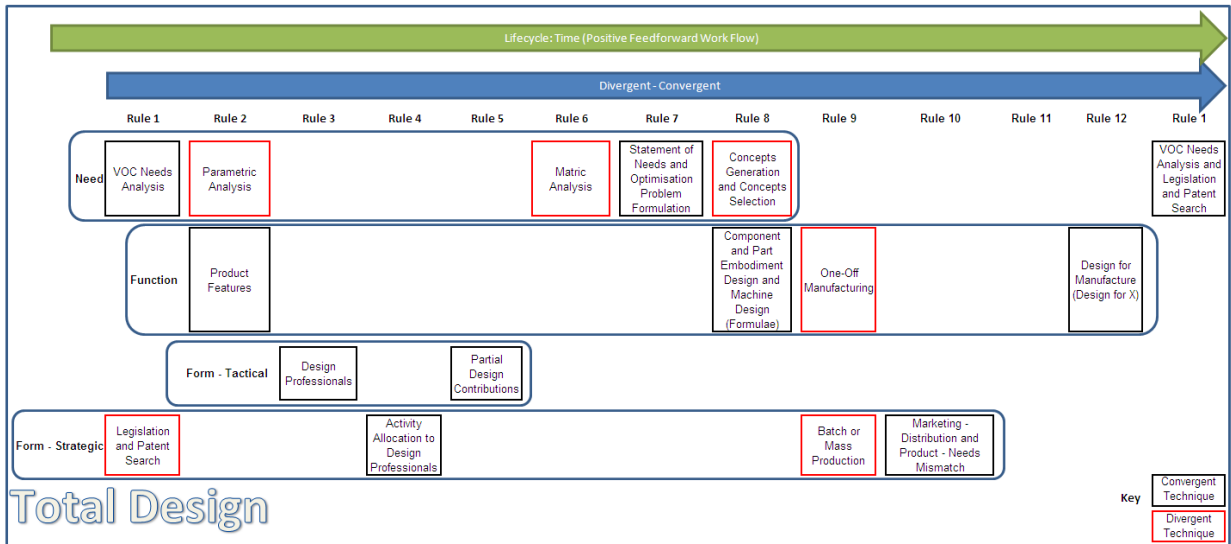 Lifecycle: Time (Positive Feedforward Work Flow)
Divergent - Convergent
Rule 1
Rule 2
Rule 3
Rule 4
Rule 5
Rule 6
Rule 7
Rule 8
Rule 9
Rule 10
Rule 11
Rule 12
Rule 1
Need
VOC Needs
Analysis
Parametric
Analysis
Matric
Analysis
Statement of
Needs and
Optimisation
Problem
Formulation
Concepts
Generation
and Concepts
Selection
VOC Needs
Analysis and
Legislation
and Patent
Search
Function
Product
Features
Component
and Part
Embodiment
Design and
Machine
Design
(Formulae)
One-Off
Manufacturing
Design for
Manufacture
(Design for X)
Form - Tactical
Design
Professionals
Partial
Design
Contributions
Form - Strategic
Legislation
and Patent
Search
Activity
Allocation to
Design
Professionals
Batch or
Mass
Production
Marketing -
Distribution and
Product - Needs
Mismatch
Total Design
Key
Convergent
Technique
Divergent
Technique